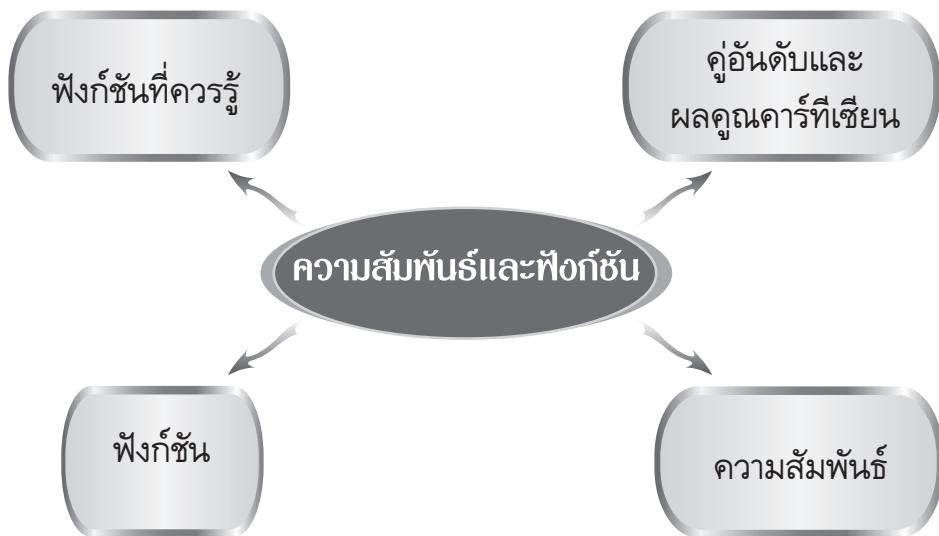 ฟังก์ชันที่ควรรู้
คู่อันดับและ
ผลคูณคาร์ทีเซียน
ความสัมพันธ์และฟังก์ชัน
ฟังก์ชัน
ความสัมพันธ์